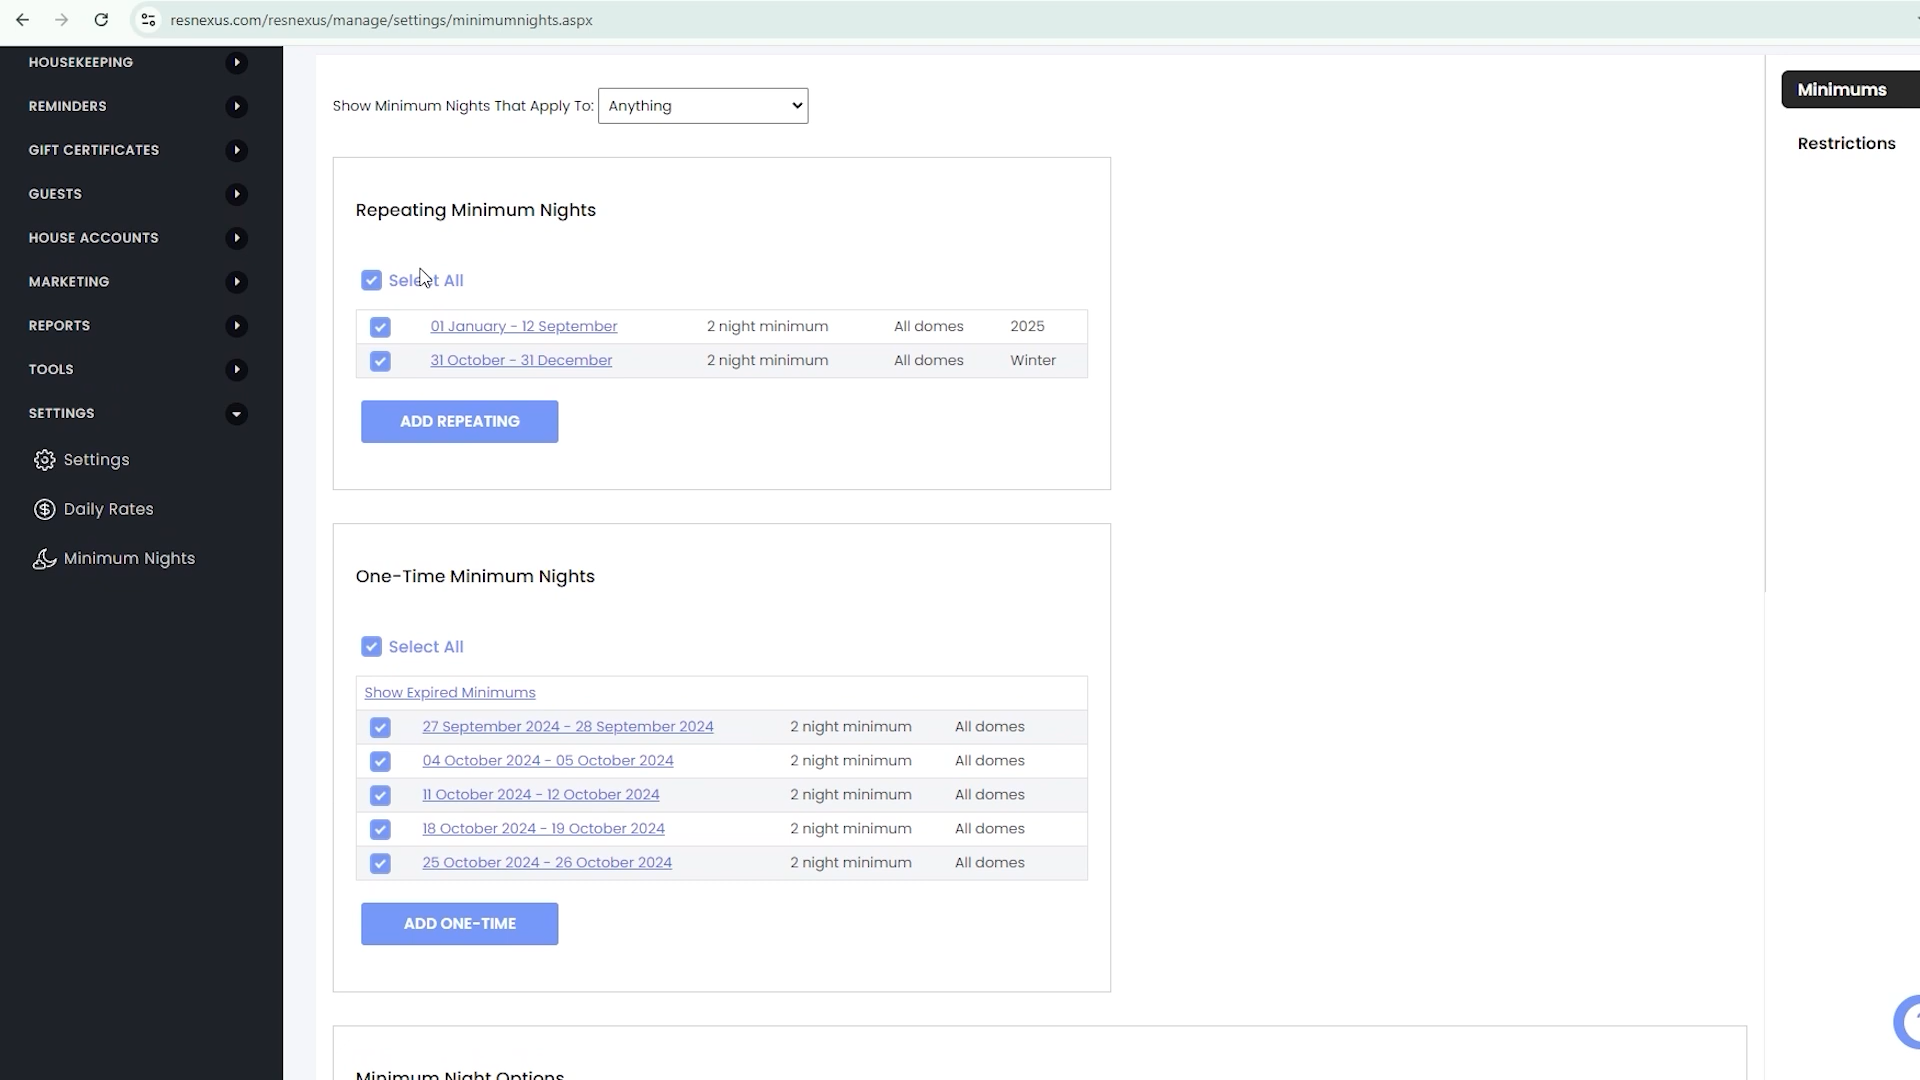 resnexus.com/resnexus/manage/settings/minimumnights.aspx
HOUSEKEEPING
REMINDERS
GIFT CERTIFICATES
GUESTS
HOUSE ACCOUNTS
MARKETING
REPORTS
TOOLS
SETTINGS
Settings
Daily Rates
Minimum Nights
Show Minimum Nights That Apply To: Anything
Repeating Minimum Nights
Select All
01 January - 12 September 2 night minimum All domes 2025
31 October - 31 December 2 night minimum All domes Winter
ADD REPEATING
One-Time Minimum Nights
Select All
Show Expired Minimums
27 September 2024 - 28 September 2024 2 night minimum All domes
04 October 2024 - 05 October 2024 2 night minimum All domes
11 October 2024 - 12 October 2024 2 night minimum All domes
18 October 2024 - 19 October 2024 2 night minimum All domes
25 October 2024 - 26 October 2024 2 night minimum All domes
ADD ONE-TIME
Minimum Night Options
Minimums
Restrictions